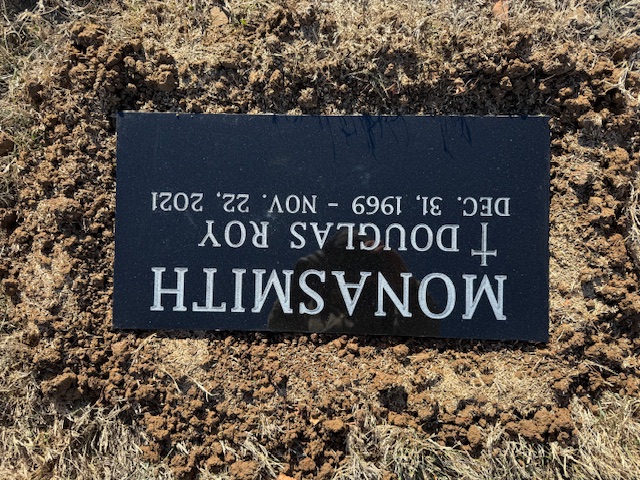 MONASMITH
DOUGLAS ROY
DEC. 31, 1969 – NOV. 22, 2021